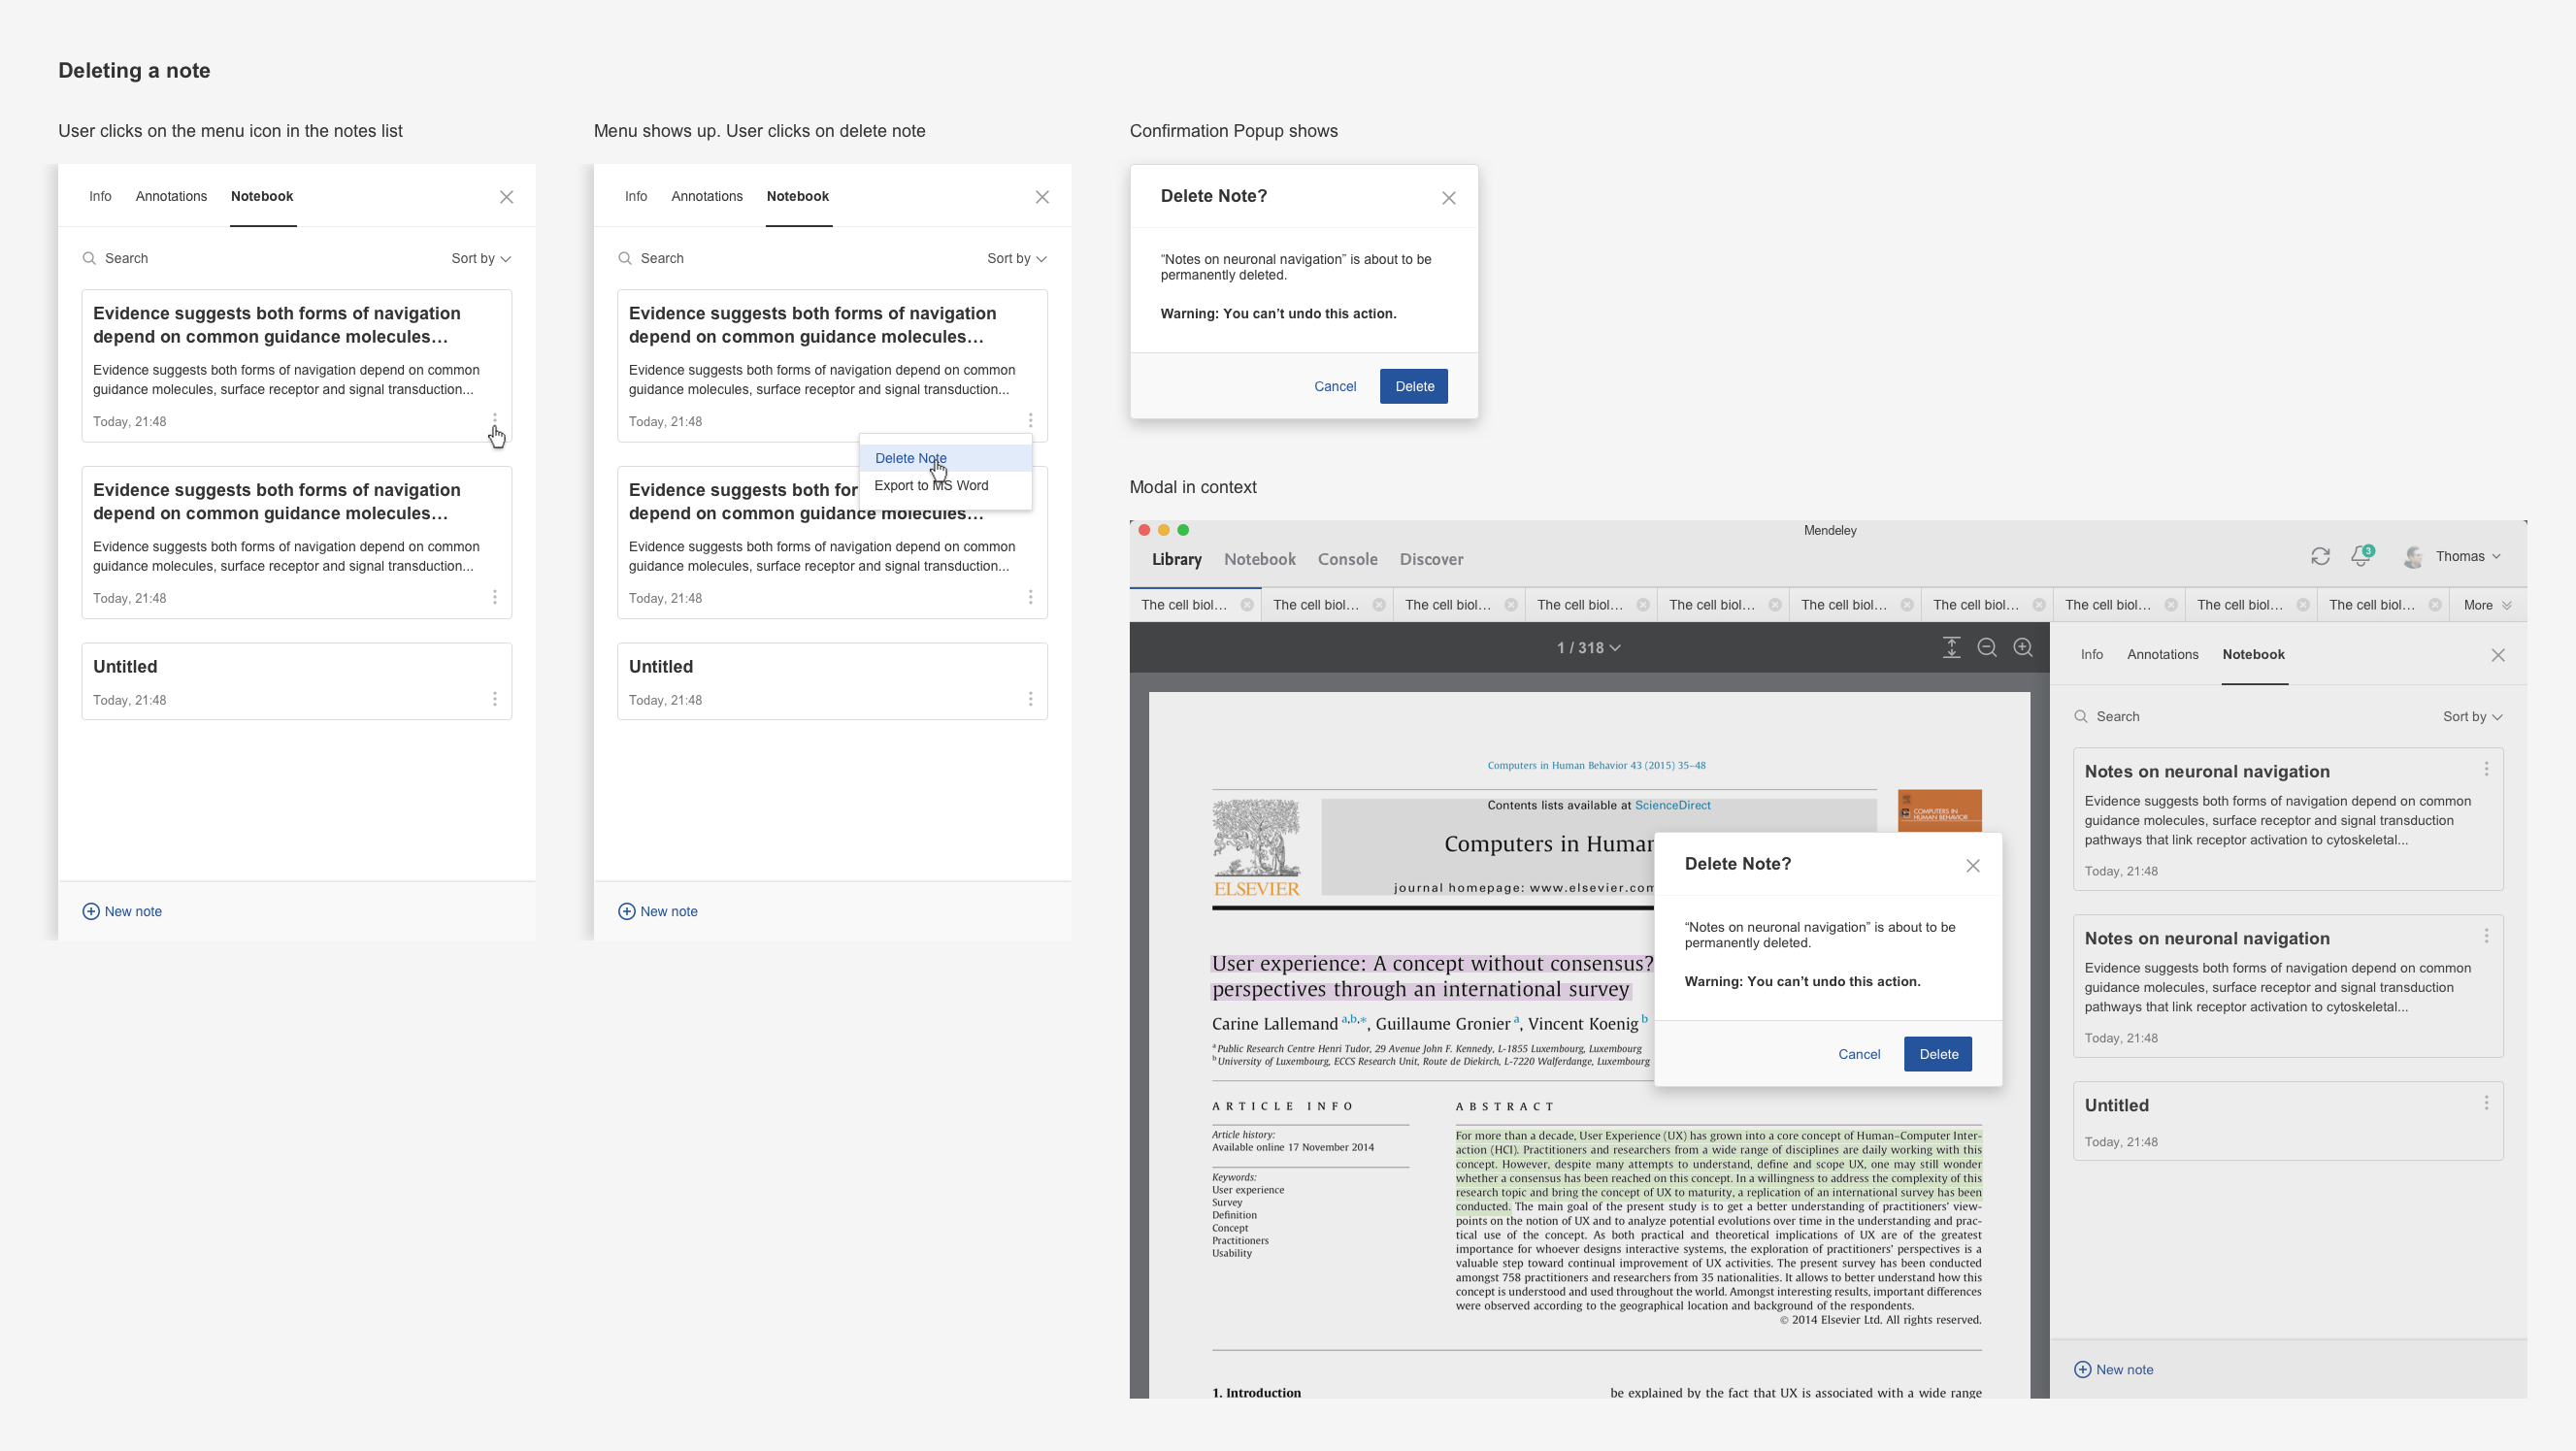 Deleting a note
User clicks on the menu icon in the notes list
Info Annotations Notebook
Search Sort by
Evidence suggests both forms of navigation
depend on common guidance molecules…
Evidence suggests both forms of navigation depend on common
guidance molecules, surface receptor and signal transduction...
Today, 21:48
Evidence suggests both forms of navigation
depend on common guidance molecules…
Evidence suggests both forms of navigation depend on common
guidance molecules, surface receptor and signal transduction...
Today, 21:48
Untitled
Today, 21:48
New note
Menu shows up. User clicks on delete note
Info Annotations Notebook
Search Sort by
Evidence suggests both forms of navigation
depend on common guidance molecules…
Evidence suggests both forms of navigation depend on common
guidance molecules, surface receptor and signal transduction...
Today, 21:48
Delete Note
Export to MS Word
Evidence suggests both for
depend on common guidance molecules…
Evidence suggests both forms of navigation depend on common
guidance molecules, surface receptor and signal transduction...
Today, 21:48
Untitled
Today, 21:48
New note
Confirmation Popup shows
Delete Note?
“Notes on neuronal navigation” is about to be
permanently deleted.
Warning: You can’t undo this action.
Cancel Delete
Modal in context
Mendeley
Library Notebook Console Discover
3 Thomas
The cell biol… The cell biol… The cell biol… The cell biol… The cell biol… The cell biol… The cell biol… The cell biol… The cell biol… The cell biol… More
1 / 318
Computers in Human Behavior 43 (2015) 35–48
Contents lists available at ScienceDirect
Computers in Human
journal homepage: www.elsevier.com
ELSEVIER
COMPUTERS IN
HUMAN BEHAVIOR
User experience: A concept without consensus?
perspectives through an international survey
Carine Lallemand a,b,*, Guillaume Gronier a, Vincent Koenig b
a Public Research Centre Henri Tudor, 29 Avenue John F. Kennedy, L-1855 Luxembourg, Luxembourg
b University of Luxembourg, ECCS Research Unit, Route de Diekirch, L-7220 Walferdange, Luxembourg
ARTICLE INFO
Article history:
Available online 17 November 2014
Keywords:
User experience
Survey
Definition
Concept
Practitioners
Usability
ABSTRACT
For more than a decade, User Experience (UX) has grown into a core concept of Human–Computer Inter-
action (HCI). Practitioners and researchers from a wide range of disciplines are daily working with this
concept. However, despite many attempts to understand, define and scope UX, one may still wonder
whether a consensus has been reached on this concept. In a willingness to address the complexity of this
research topic and bring the concept of UX to maturity, a replication of an international survey has been
conducted. The main goal of the present study is to get a better understanding of practitioners’ view-
points on the notion of UX and to analyze potential evolutions over time in the understanding and prac-
tical use of the concept. As both practical and theoretical implications of UX are of the greatest
importance for whoever designs interactive systems, the exploration of practitioners’ perspectives is a
valuable step toward continual improvement of UX activities. The present survey has been conducted
amongst 758 practitioners and researchers from 35 nationalities. It allows to better understand how this
concept is understood and used throughout the world. Amongst interesting results, important differences
were observed according to the geographical location and background of the respondents.
© 2014 Elsevier Ltd. All rights reserved.
1. Introduction
be explained by the fact that UX is associated with a wide range
Delete Note?
“Notes on neuronal navigation” is about to be
permanently deleted.
Warning: You can’t undo this action.
Cancel Delete
Info Annotations Notebook
Search Sort by
Notes on neuronal navigation
Evidence suggests both forms of navigation depend on common
guidance molecules, surface receptor and signal transduction
pathways that link receptor activation to cytoskeletal...
Today, 21:48
Notes on neuronal navigation
Evidence suggests both forms of navigation depend on common
guidance molecules, surface receptor and signal transduction
pathways that link receptor activation to cytoskeletal...
Today, 21:48
Untitled
Today, 21:48
New note